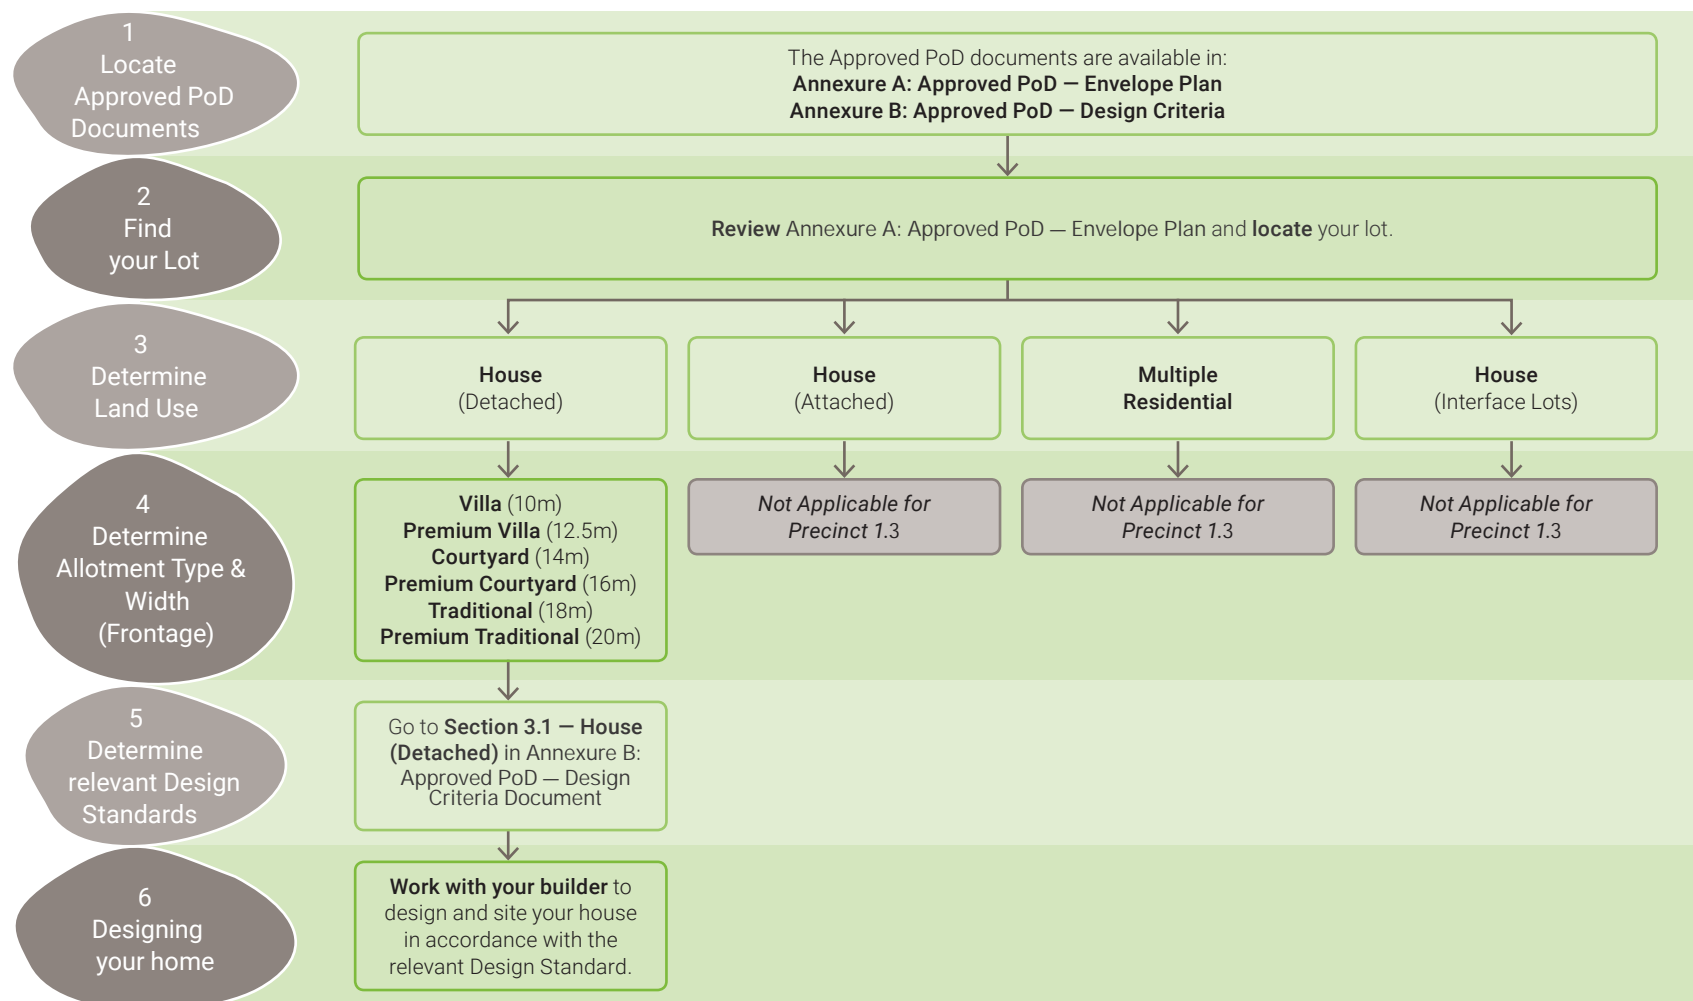 1
Locate
Approved PoD
Documents
The Approved PoD documents are available in:
Annexure A: Approved PoD — Envelope Plan
Annexure B: Approved PoD — Design Criteria
2
Find
your Lot
Review Annexure A: Approved PoD — Envelope Plan and locate your lot.
3
Determine
Land Use
House
(Detached)
House
(Attached)
Multiple
Residential
House
(Interface Lots)
4
Determine
Allotment Type &
Width
(Frontage)
Villa (10m)
Premium Villa (12.5m)
Courtyard (14m)
Premium Courtyard (16m)
Traditional (18m)
Premium Traditional (20m)
Not Applicable for
Precinct 1.3
Not Applicable for
Precinct 1.3
Not Applicable for
Precinct 1.3
5
Determine
relevant Design
Standards
Go to Section 3.1 — House
(Detached) in Annexure B:
Approved PoD — Design
Criteria Document
6
Designing
your home
Work with your builder to
design and site your house
in accordance with the
relevant Design Standard.